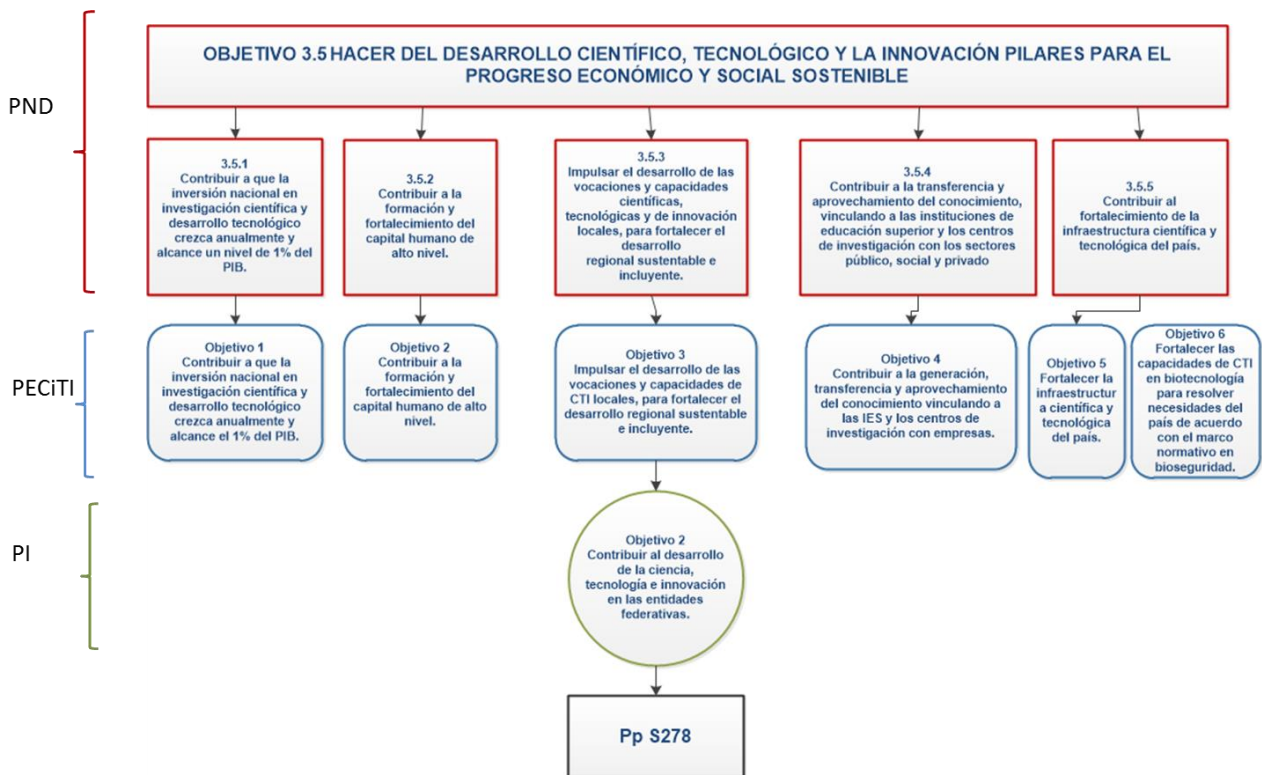 OBJETIVO 3.5 HACER DEL DESARROLLO CIENTÍFICO, TECNOLÓGICO Y LA INNOVACIÓN PILARES PARA EL
PROGRESO ECONÓMICO Y SOCIAL SOSTENIBLE
PND
3.5.1
Contribuir a que la
inversión nacional en
investigación científica y
desarrollo tecnológico
crezca anualmente y
alcance un nivel de 1% del
PIB.
3.5.2
Contribuir a la
formación y
fortalecimiento del
capital humano de
alto nivel.
3.5.3
Impulsar el desarrollo de las
vocaciones y capacidades
científicas,
tecnológicas y de innovación
locales, para fortalecer el
desarrollo
regional sustentable e
incluyente.
3.5.4
Contribuir a la transferencia y
aprovechamiento del conocimiento,
vinculando a las instituciones de
educación superior y los centros
de investigación con los sectores
público, social y privado
3.5.5
Contribuir al
fortalecimiento de la
infraestructura científica y
tecnológica del país.
PECiTI
Objetivo 1
Contribuir a que la
inversión nacional en
investigación científica y
desarrollo tecnológico
crezca anualmente y
alcance el 1% del PIB.
Objetivo 2
Contribuir a la
formación y
fortalecimiento del
capital humano de alto
nivel.
Objetivo 3
Impulsar el desarrollo de las
vocaciones y capacidades de
CTI locales, para fortalecer el
desarrollo regional sustentable
e incluyente.
Objetivo 4
Contribuir a la generación,
transferencia y aprovechamiento
del conocimiento vinculando a
las IES y los centros de
investigación con empresas.
Objetivo 5
Fortalecer la
infraestructur
a científica y
tecnológica
del país.
Objetivo 6
Fortalecer las
capacidades de CTI
en biotecnología
para resolver
necesidades del
país de acuerdo
con el marco
normativo en
bioseguridad.
PI
Objetivo 2
Contribuir al desarrollo
de la ciencia,
tecnología e innovación
en las entidades
federativas.
Pp S278